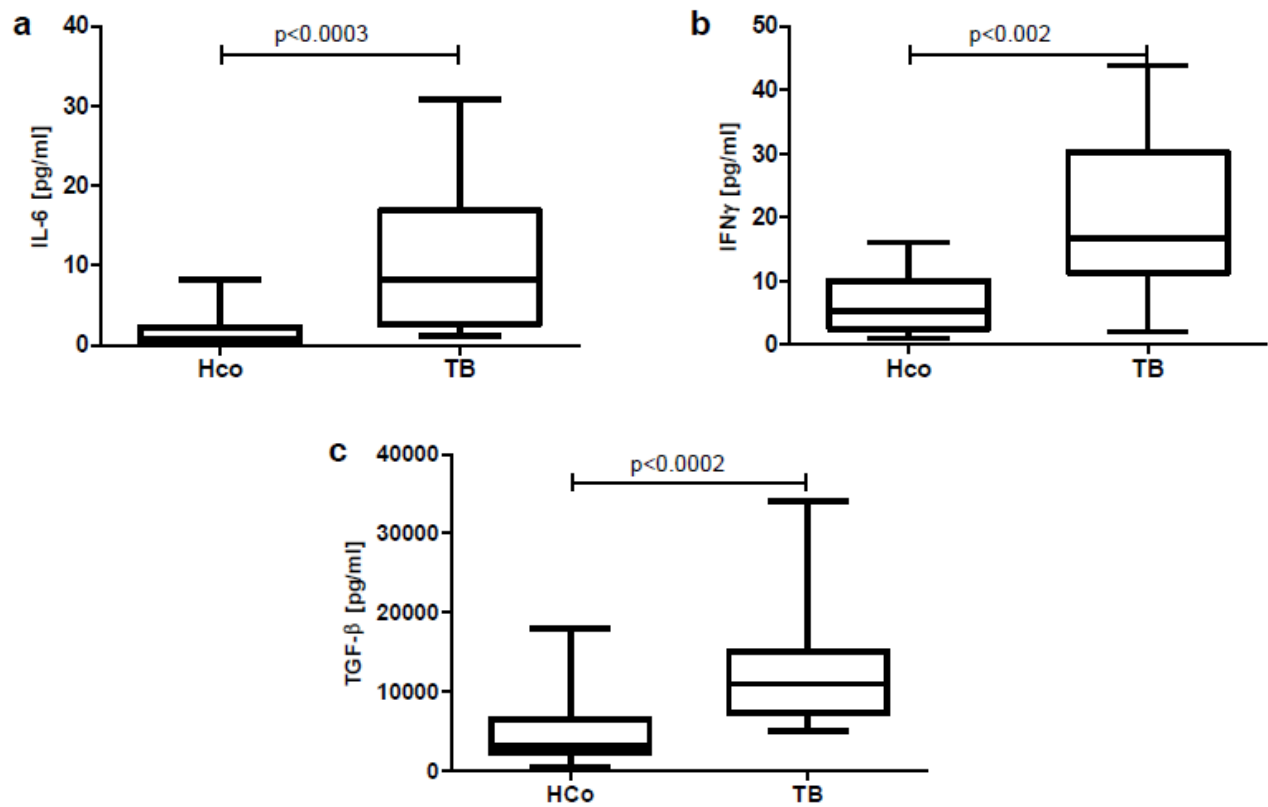 a
p<0.0003
IL-6 [pg/ml]
40
30
20
10
0
Hco
TB
b
p<0.002
IFNγ [pg/ml]
50
40
30
20
10
0
Hco
TB
c
p<0.0002
TGF-β [pg/ml]
40000
30000
20000
10000
0
HCo
TB